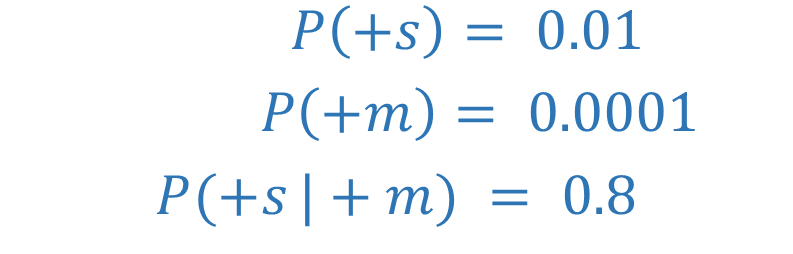 P(+s) = 0.01
P(+m) = 0.0001
P(+s | + m) = 0.8